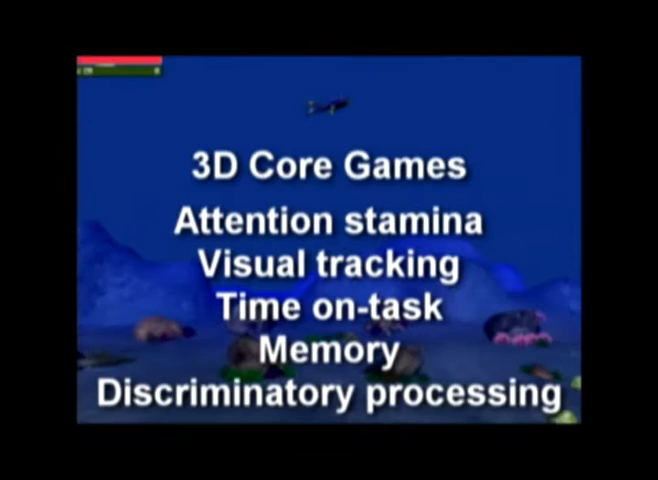 3D Core Games
Attention stamina
Visual tracking
Time on-task
Memory
Discriminatory processing